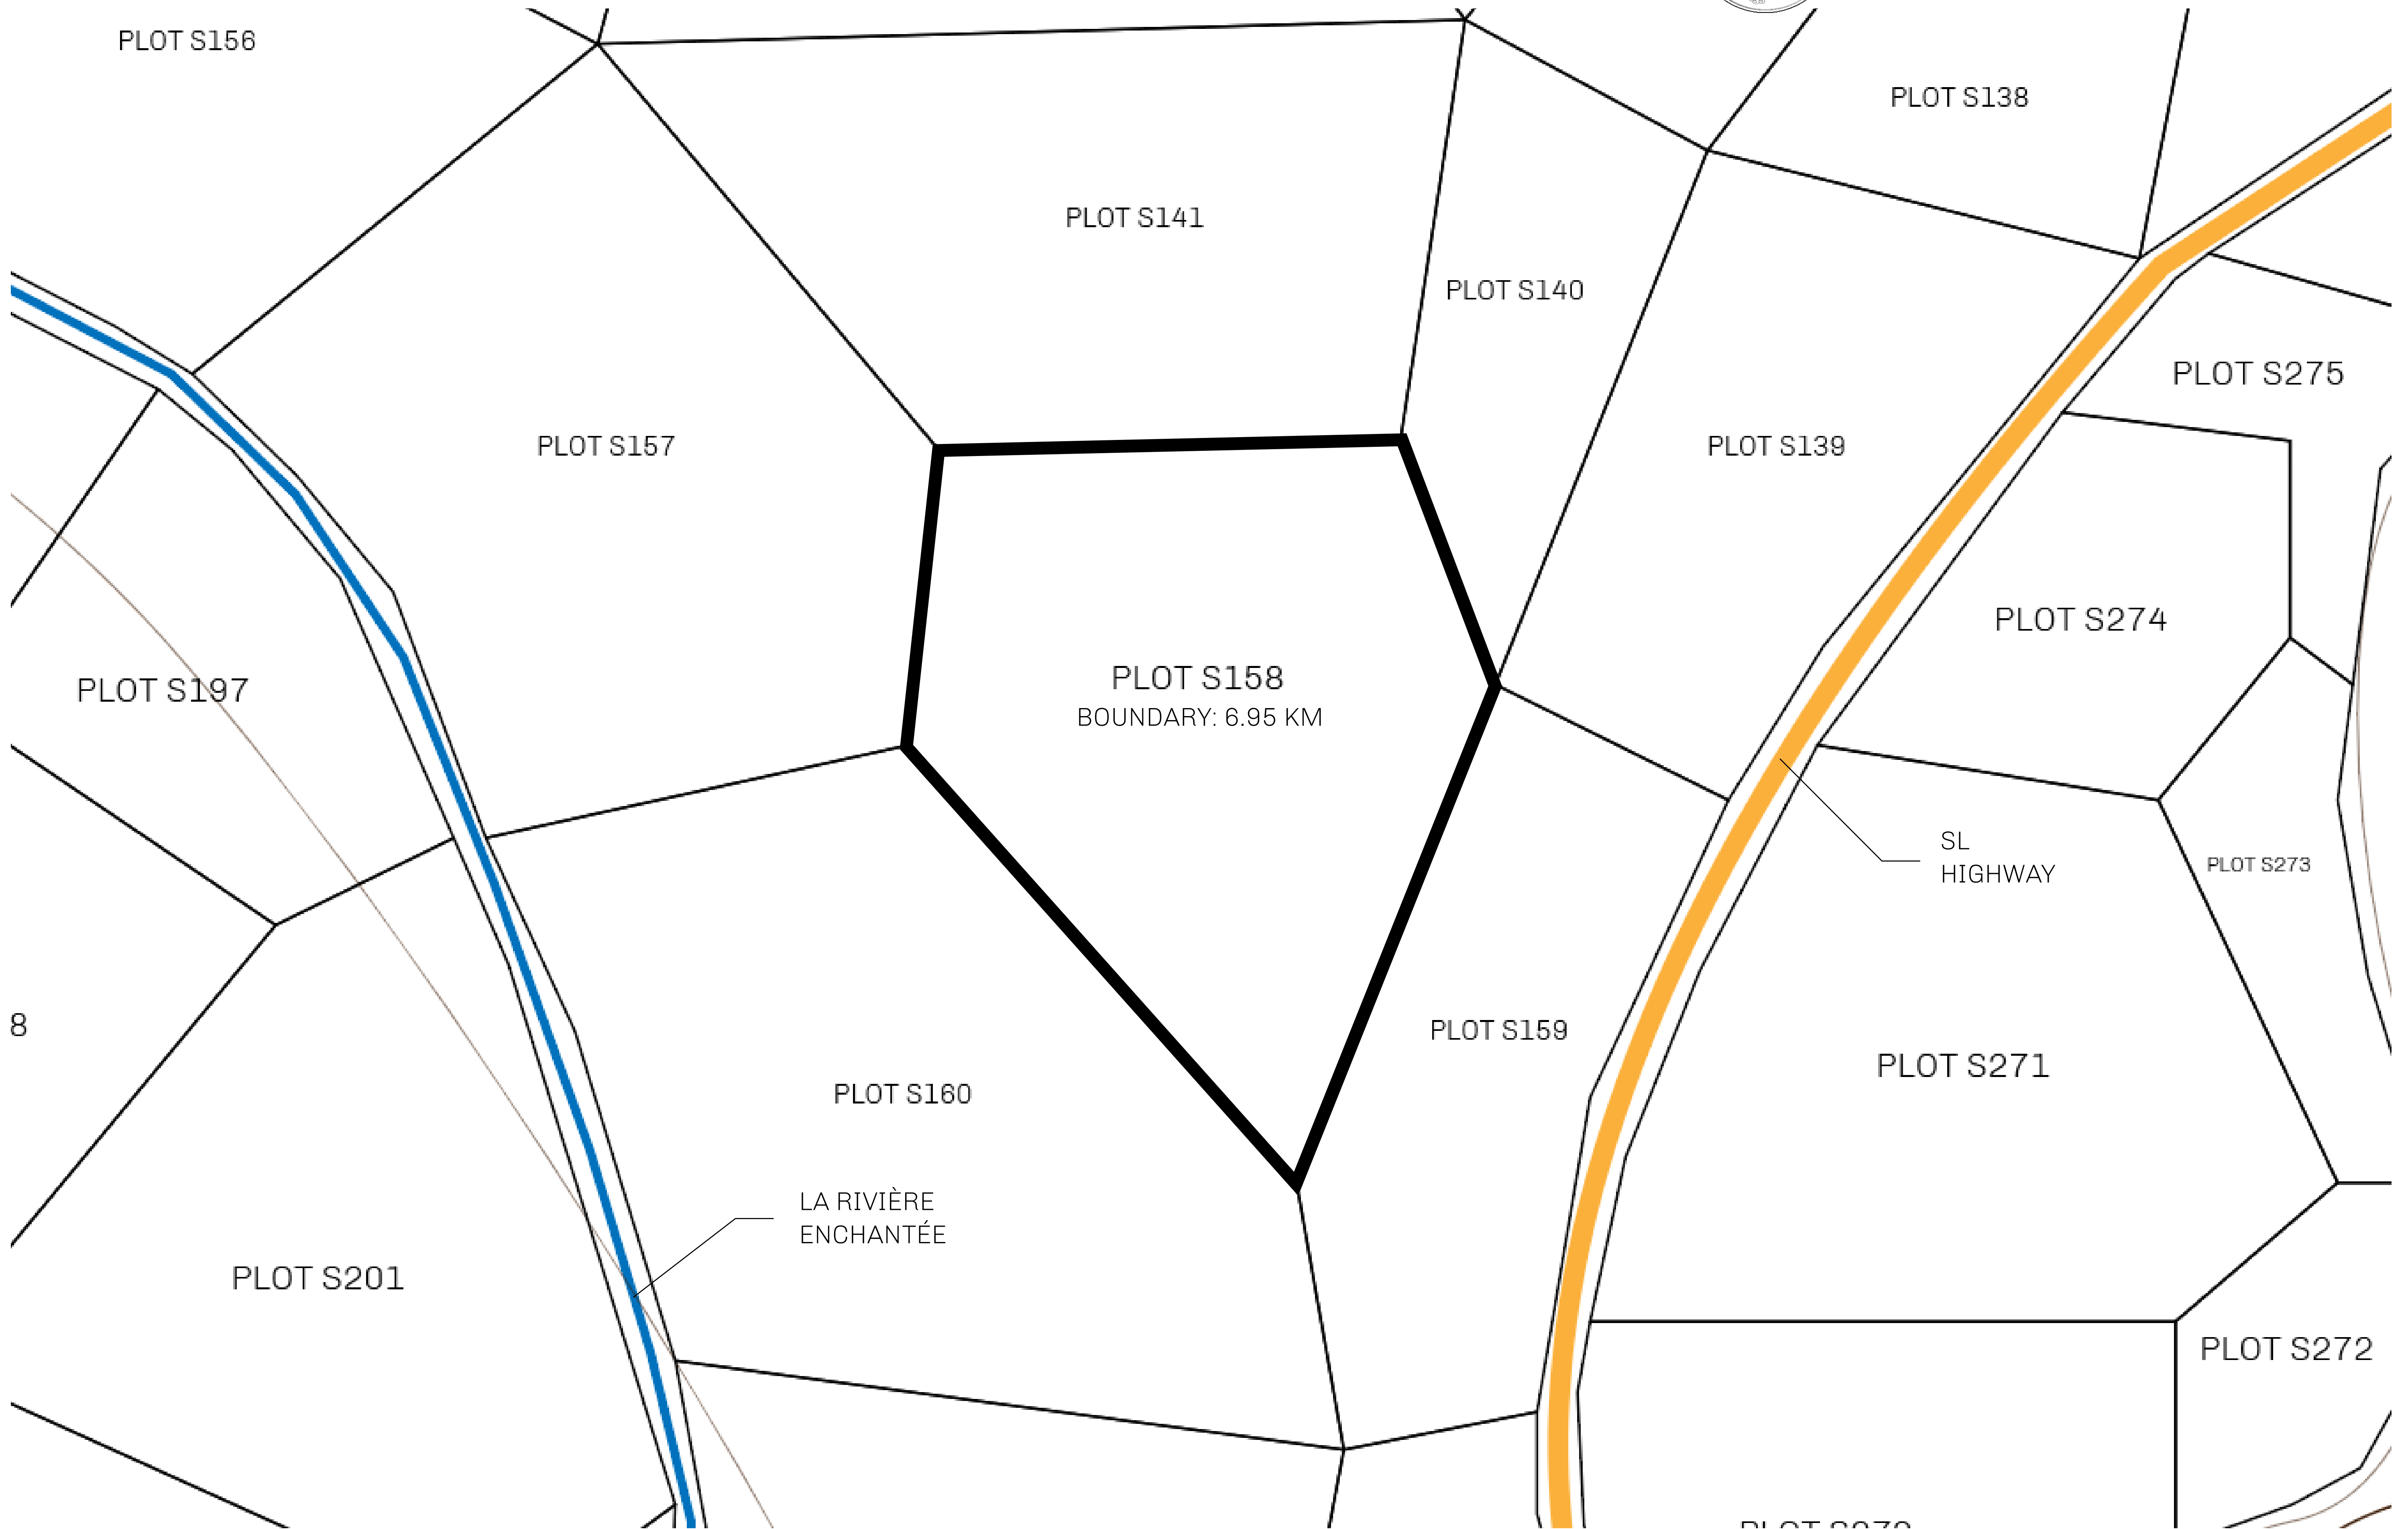 PLOT S156
PLOT S138
PLOT S141
PLOT S140
PLOT S275
PLOT S157
PLOT S139
PLOT S274
PLOT S197
PLOT S158
BOUNDARY: 6.95 KM
SL
HIGHWAY
PLOT S273
8
PLOT S159
PLOT S271
PLOT S160
LA RIVIÈRE
ENCHANTÉE
PLOT S201
PLOT S272